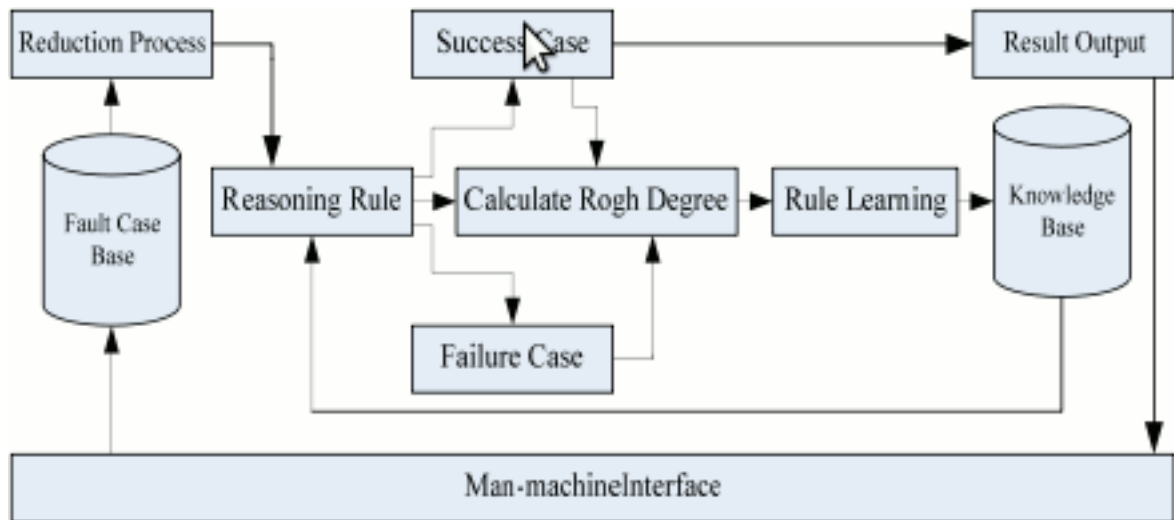 Reduction Process
Success Case
Result Output
Fault Case
Base
Reasoning Rule
Calculate Rogh Degree
Rule Learning
Knowledge
Base
Failure Case
Man-machineInterface